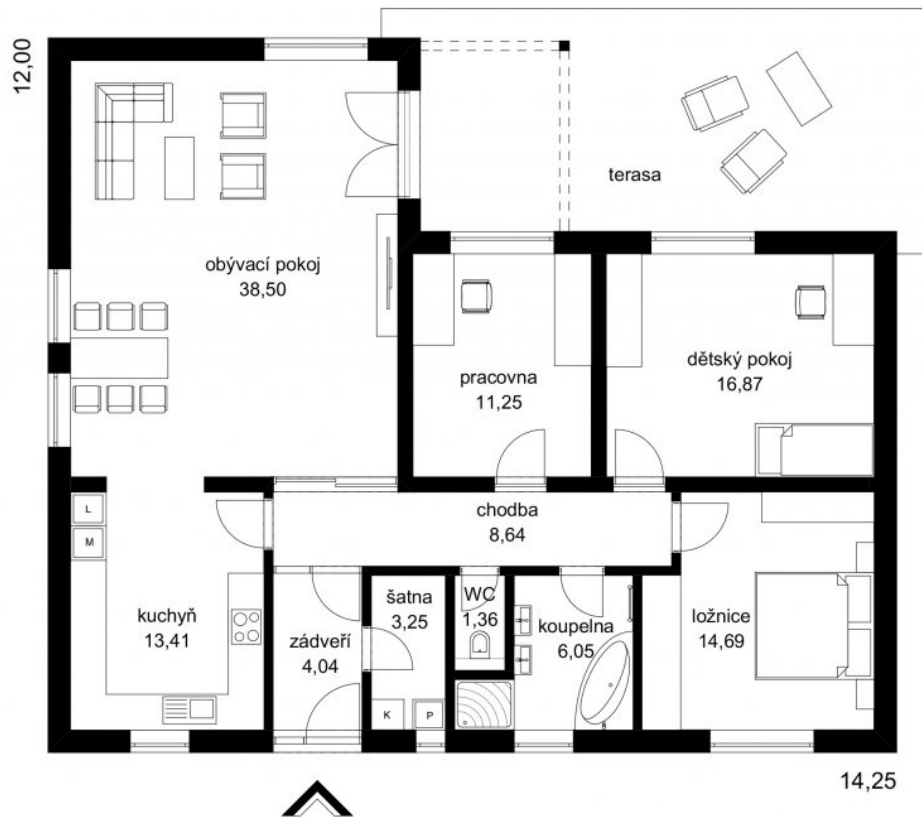 12,00
terasa
obývací pokoj
38,50
pracovna
11,25
dětský pokoj
16,87
chodba
8,64
L
M
kuchyň
13,41
zádveří
4,04
šatna
3,25
WC
1,36
koupelna
6,05
ložnice
14,69
K
P
14,25